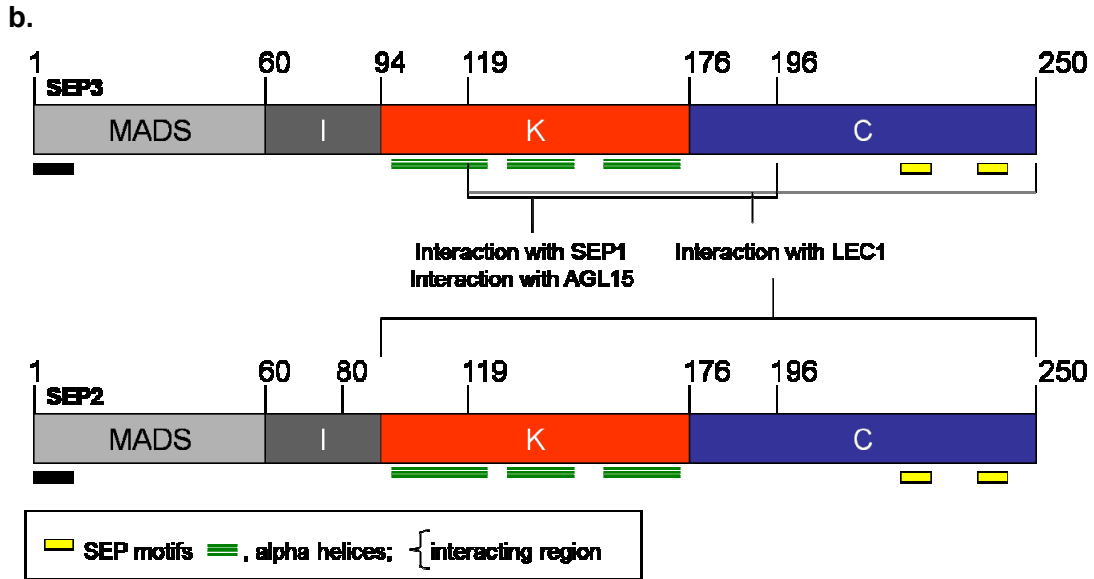 b.
1 60 94 119 176 196 250
SEP3
MADS I K C
Interaction with SEP1 Interaction with LEC1
Interaction with AGL15
1 60 80 119 176 196 250
SEP2
MADS I K C
SEP motifs , alpha helices; interacting region